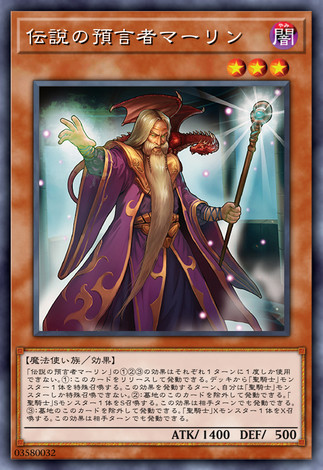 伝説の預言者マーリン
やみ
闇
【魔法使い族／効果】
「伝説の預言者マーリン」の①②③の効果はそれぞれ１ターンに１度しか使用
できない。①：このカードをリリースして発動できる。デッキから「聖騎士」モン
スター１体を特殊召喚する。この効果を発動するターン、自分は「聖騎士」モンス
ターしか特殊召喚できない。②：墓地のこのカードを除外して発動できる。「
聖騎士」Sモンスター１体をS召喚する。この効果は相手ターンでも発動できる。
③：墓地のこのカードを除外して発動できる。「聖騎士」Xモンスター１体をX召
喚する。この効果は相手ターンでも発動できる。
ATK/ 1400 DEF/ 500
03580032